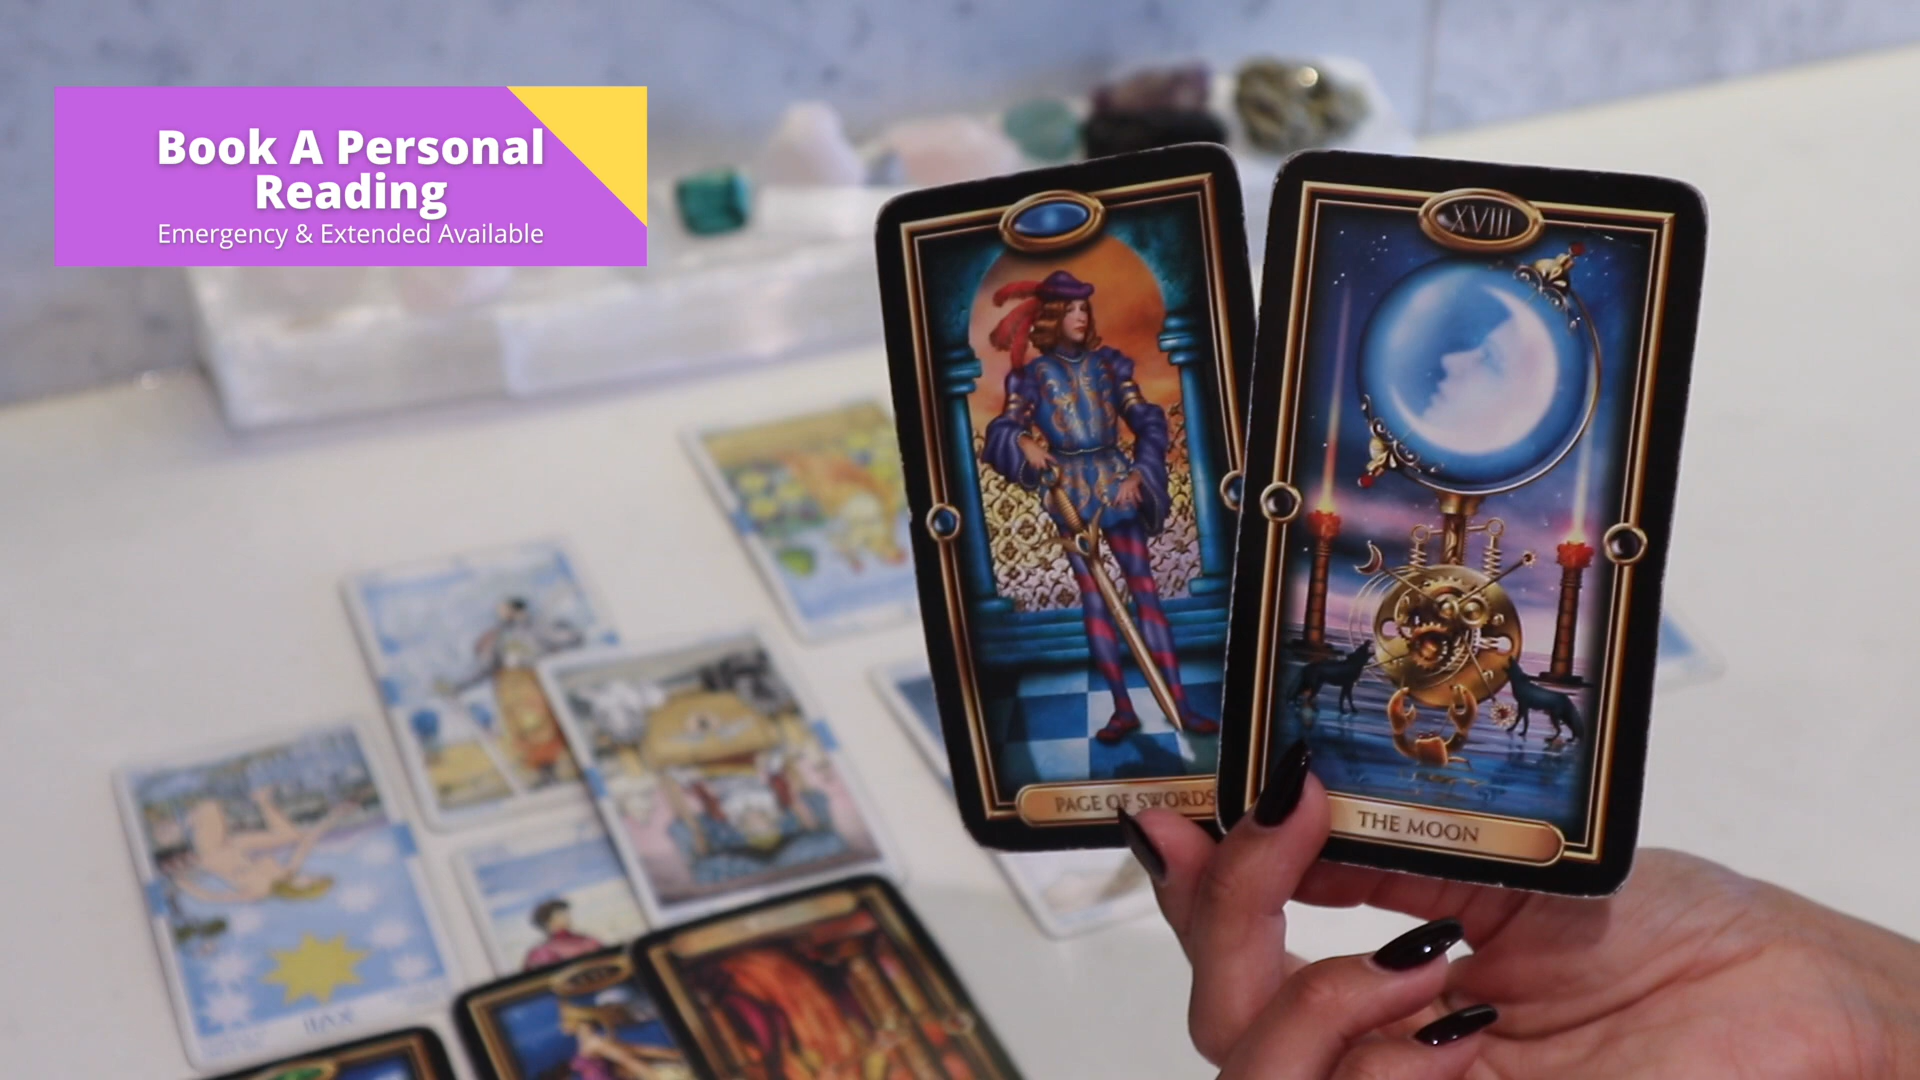 Book A Personal
Reading
Emergency & Extended Available
XVIII
PAGE OF SWORDS
THE MOON